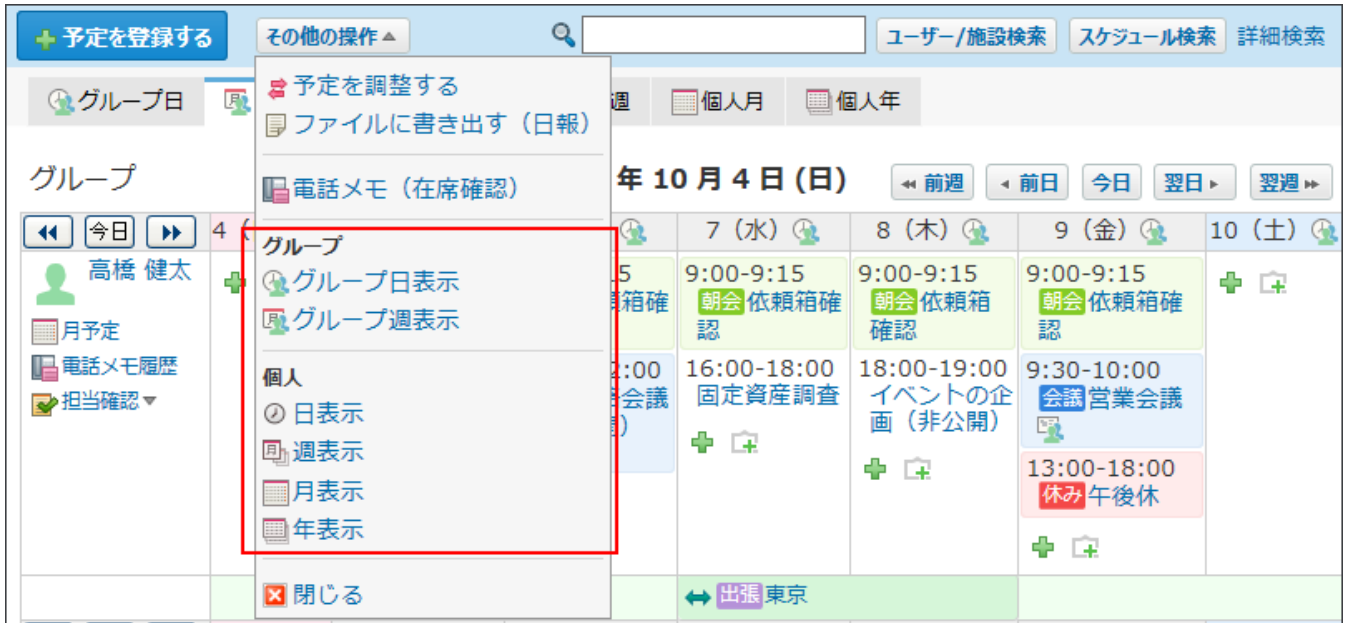 予定を登録する
その他の操作
ユーザー/施設検索
スケジュール検索
詳細検索
グループ日
週
個人月
個人年
予定を調整する
ファイルに書き出す（日報）
電話メモ（在席確認）
グループ
グループ日表示
グループ週表示
個人
日表示
週表示
月表示
年表示
閉じる
グループ
年 10 月 4 日 (日)
前週
前日
今日
翌日
翌週
今日
4（
7（水）
8（木）
9（金）
10（土）
高橋 健太
月予定
電話メモ履歴
担当確認
箱確
:00
会議
9:00-9:15
朝会 依頼箱確
認
16:00-18:00
固定資産調査
9:00-9:15
朝会 依頼箱
確認
18:00-19:00
イベントの企
画（非公開）
9:00-9:15
朝会 依頼箱確
認
9:30-10:00
会議 営業会議
13:00-18:00
休み 午後休
出張 東京